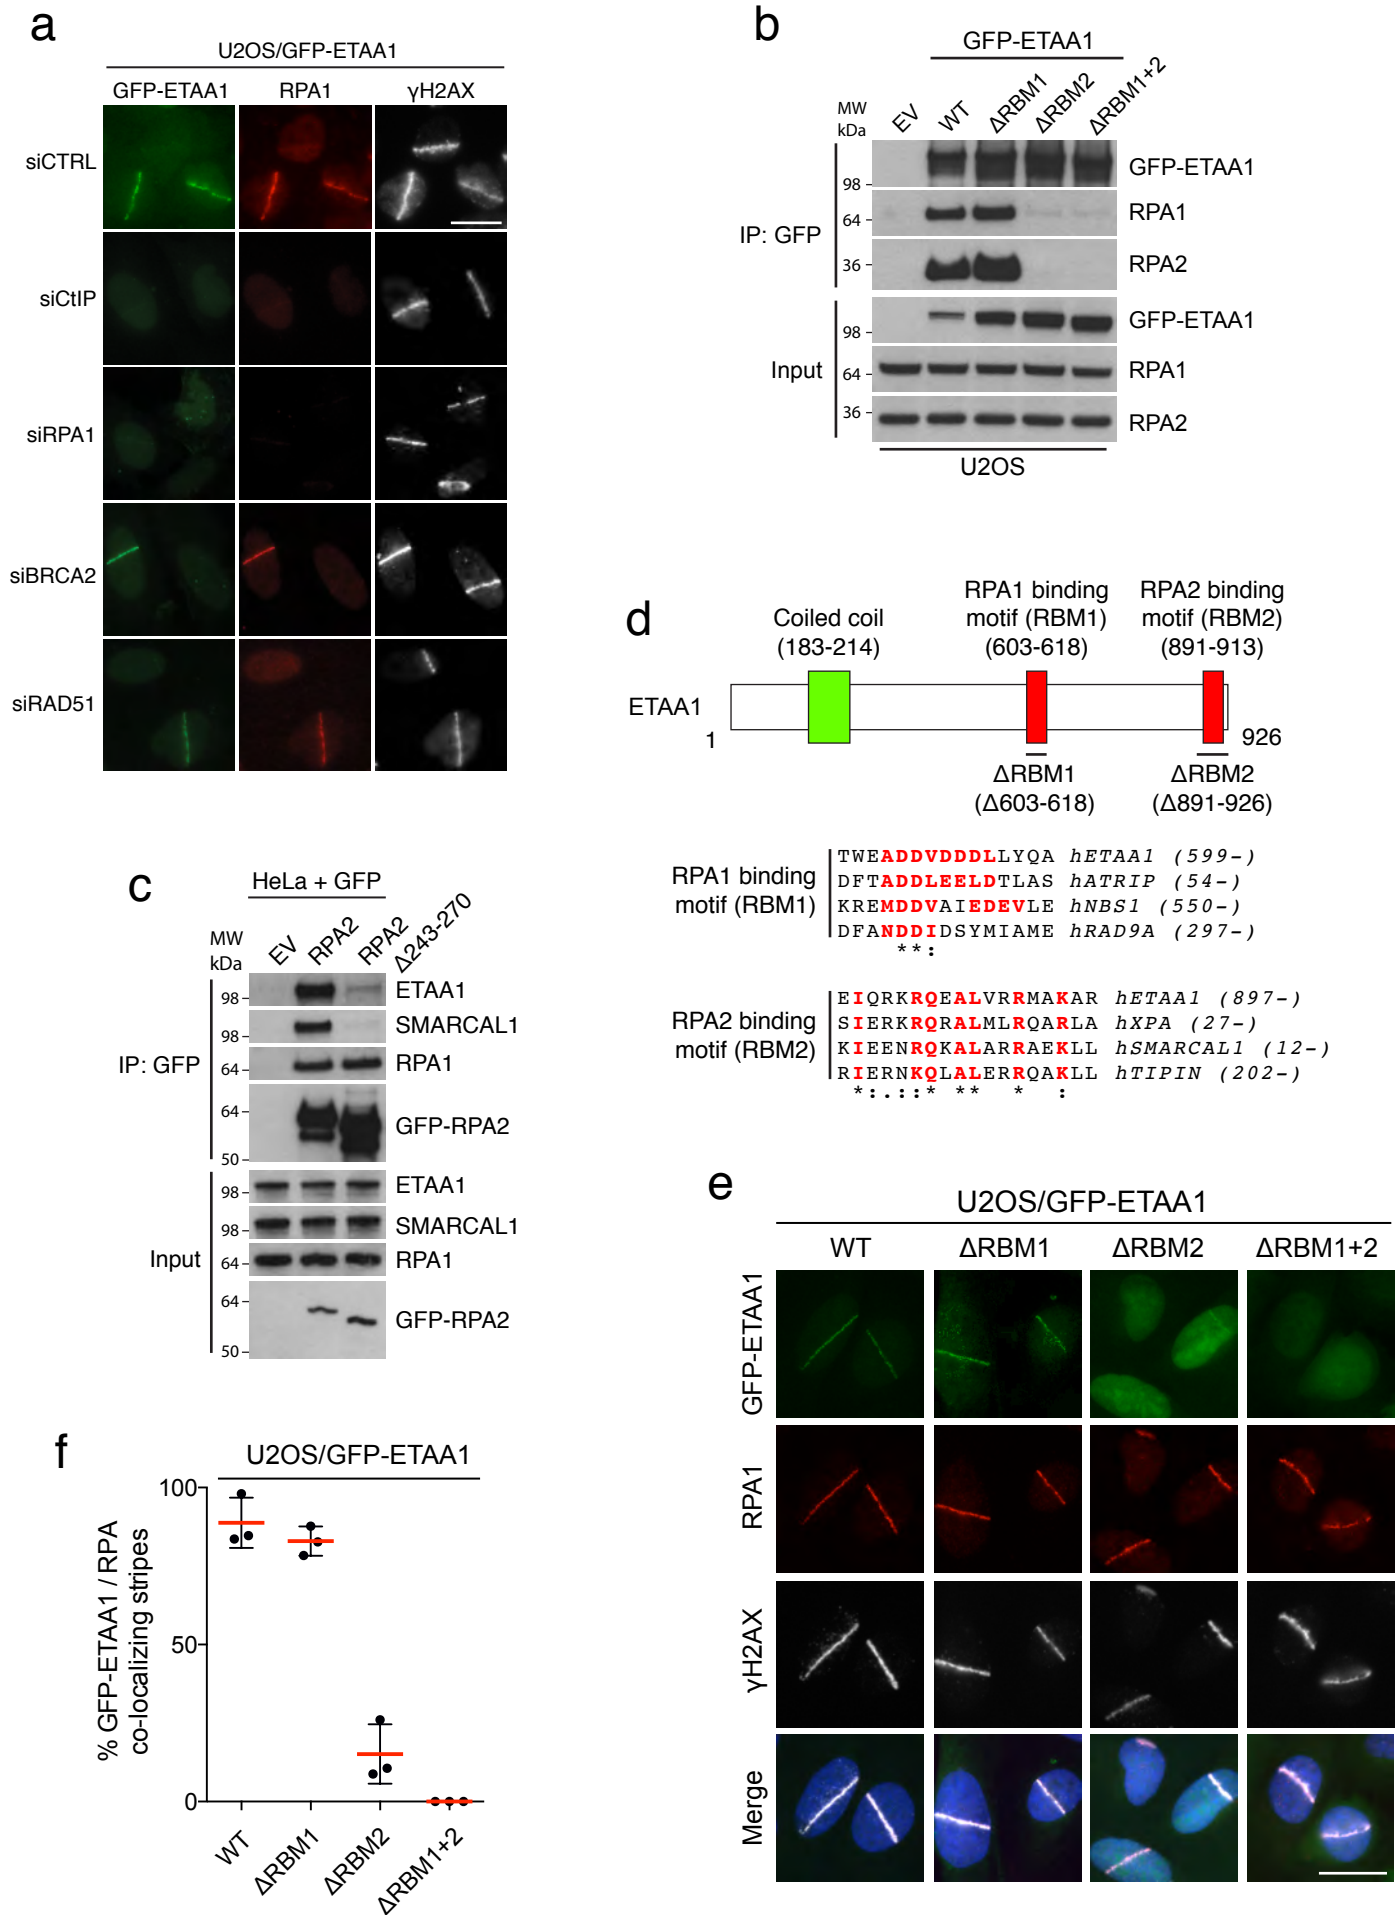 a
U2OS/GFP-ETAA1
GFP-ETAA1 RPA1 γH2AX
siCTRL
siCtIP
siRPA1
siBRCA2
siRAD51
b
GFP-ETAA1
MW
kDa
EV WT ΔRBM1 ΔRBM2 ΔRBM1+2
98 GFP-ETAA1
64 RPA1
IP: GFP
36 RPA2
98 GFP-ETAA1
Input 64 RPA1
36 RPA2
U2OS
c
HeLa + GFP
MW
kDa
EV RPA2 RPA2 Δ243-270
98 ETAA1
98 SMARCAL1
IP: GFP
64 RPA1
64 GFP-RPA2
50
98 ETAA1
98 SMARCAL1
Input 64 RPA1
64 GFP-RPA2
50
d
Coiled coil
(183-214)
RPA1 binding
motif (RBM1)
(603-618)
RPA2 binding
motif (RBM2)
(891-913)
ETAA1
1 926
ΔRBM1
(Δ603-618)
ΔRBM2
(Δ891-926)
RPA1 binding
motif (RBM1)
TWEADDVDDDLLYQA hETAA1 (599-)
DFTADDLEELDTLAS hATRIP (54-)
KREMDDVAIEDEVLE hNBS1 (550-)
DFANDDIDSYMIAME hRAD9A (297-)
**:
RPA2 binding
motif (RBM2)
EIQRKRQEALVRRMAKAR hETAA1 (897-)
SIERKRQRALMLRQARLA hXPA (27-)
KIEENRQKALARRAEKLL hSMARCAL1 (12-)
RIERNKQLALERRQAKLL hTIPIN (202-)
*:.::* ** * :
e
U2OS/GFP-ETAA1
WT ΔRBM1 ΔRBM2 ΔRBM1+2
GFP-ETAA1
RPA1
γH2AX
Merge
f
U2OS/GFP-ETAA1
% GFP-ETAA1 / RPA
co-localizing stripes
100
50
0
WT ΔRBM1 ΔRBM2 ΔRBM1+2